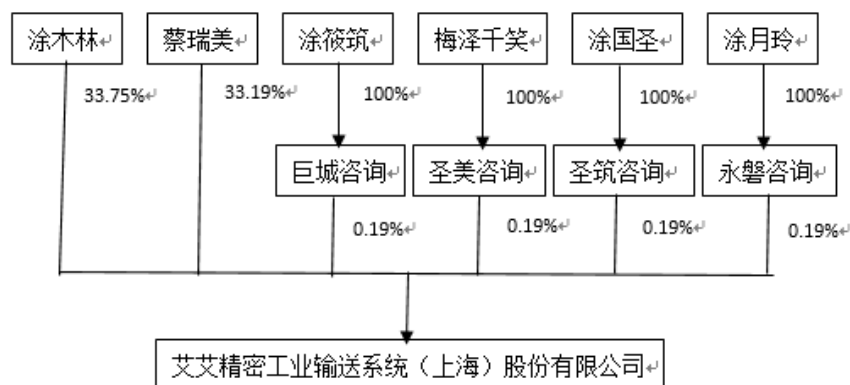 涂木林
蔡瑞美
涂筱筑
梅泽千笑
涂国圣
涂月玲
33.75%
33.19%
100%
100%
100%
100%
巨城咨询
圣美咨询
圣筑咨询
永磐咨询
0.19%
0.19%
0.19%
0.19%
艾艾精密工业输送系统（上海）股份有限公司